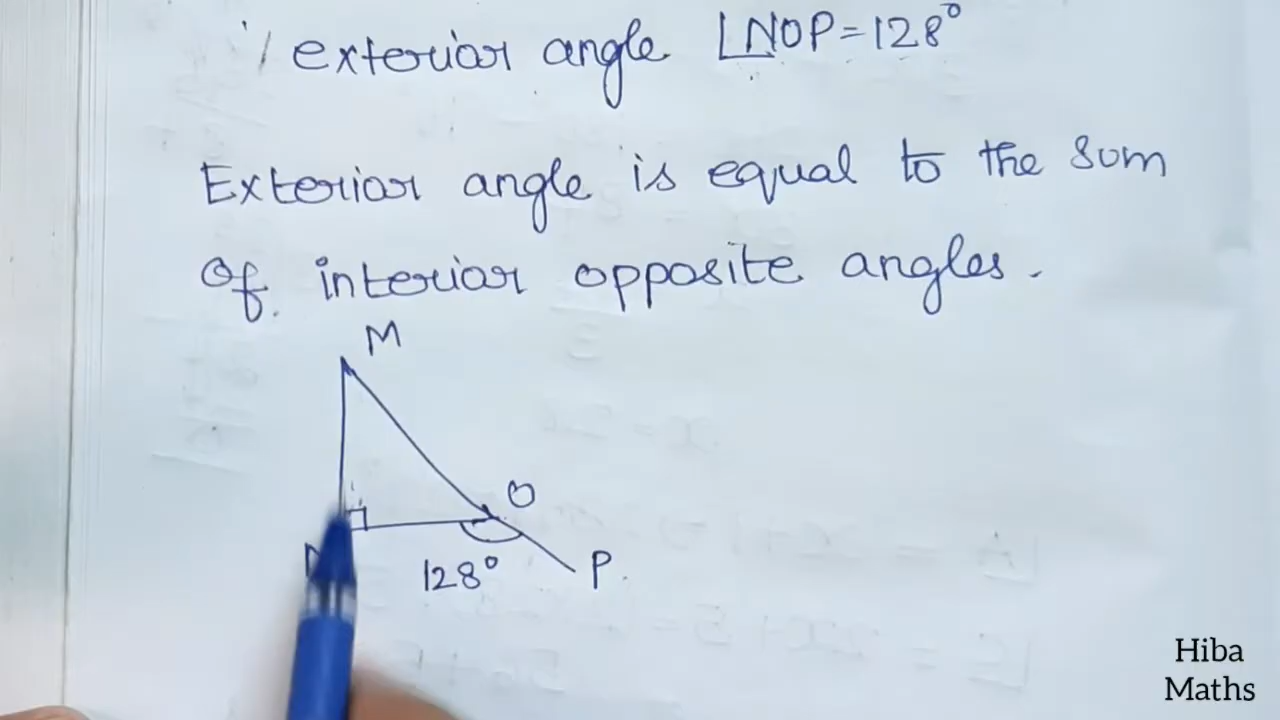 exterior angle ∠NOP=128°
Exterior angle is equal to the sum
of interior opposite angles.
M
O
128°
P.
Hiba
Maths